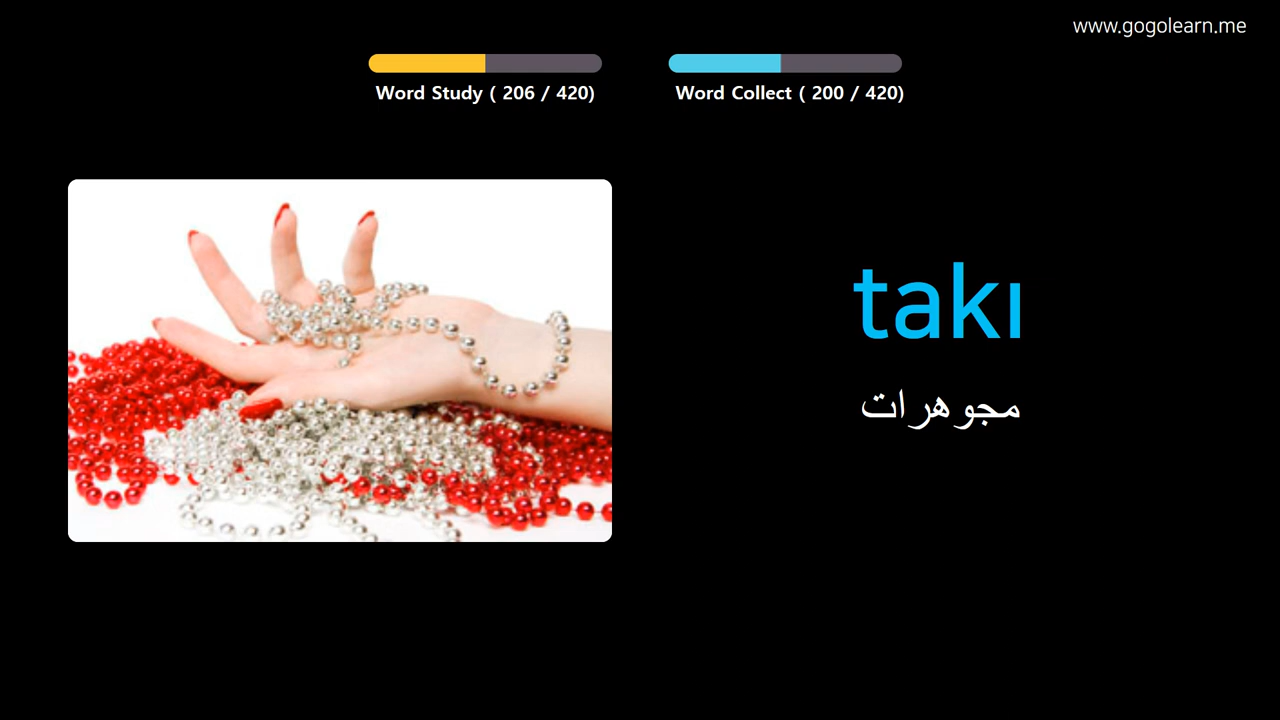 www.gogolearn.me
Word Study ( 206 / 420)
Word Collect ( 200 / 420)
takı
مجوهرات